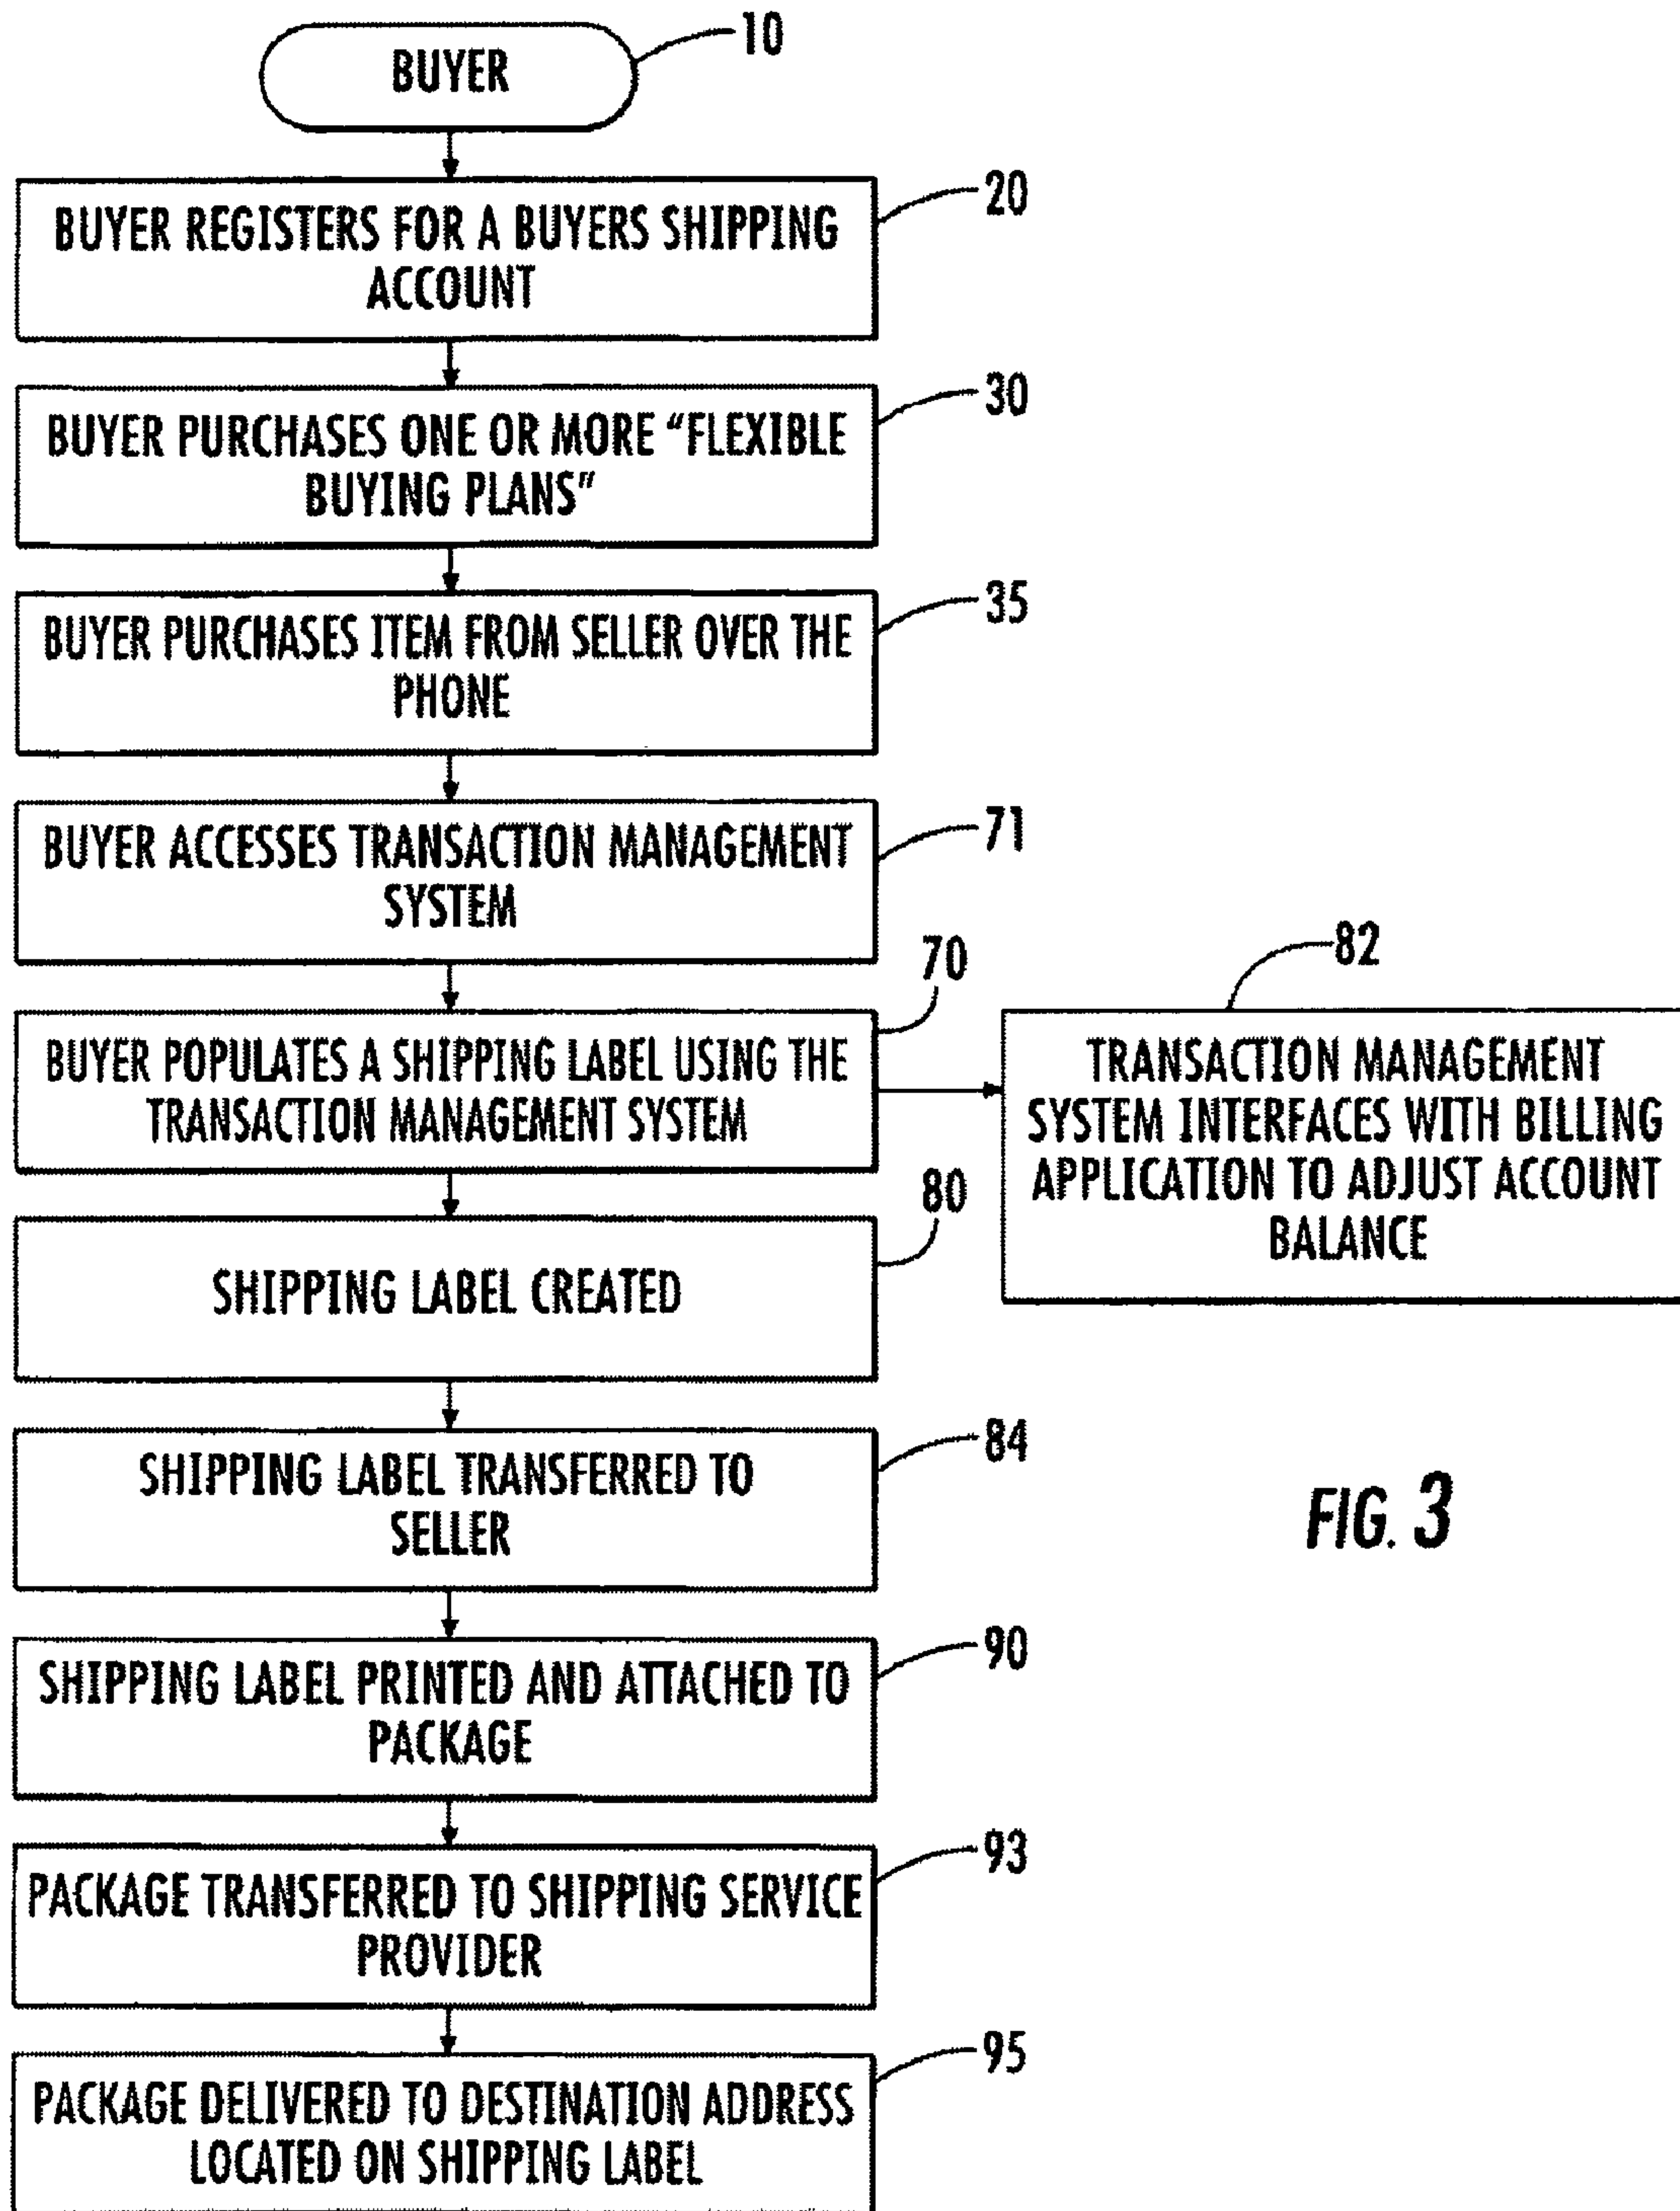 BUYER
10
BUYER REGISTERS FOR A BUYERS SHIPPING
ACCOUNT
20
BUYER PURCHASES ONE OR MORE “FLEXIBLE
BUYING PLANS”
30
BUYER PURCHASES ITEM FROM SELLER OVER THE
PHONE
35
BUYER ACCESSES TRANSACTION MANAGEMENT
SYSTEM
71
BUYER POPULATES A SHIPPING LABEL USING THE
TRANSACTION MANAGEMENT SYSTEM
70
TRANSACTION MANAGEMENT
SYSTEM INTERFACES WITH BILLING
APPLICATION TO ADJUST ACCOUNT
BALANCE
82
SHIPPING LABEL CREATED
80
SHIPPING LABEL TRANSFERRED TO
SELLER
84
FIG. 3
SHIPPING LABEL PRINTED AND ATTACHED TO
PACKAGE
90
PACKAGE TRANSFERRED TO SHIPPING SERVICE
PROVIDER
93
PACKAGE DELIVERED TO DESTINATION ADDRESS
LOCATED ON SHIPPING LABEL
95